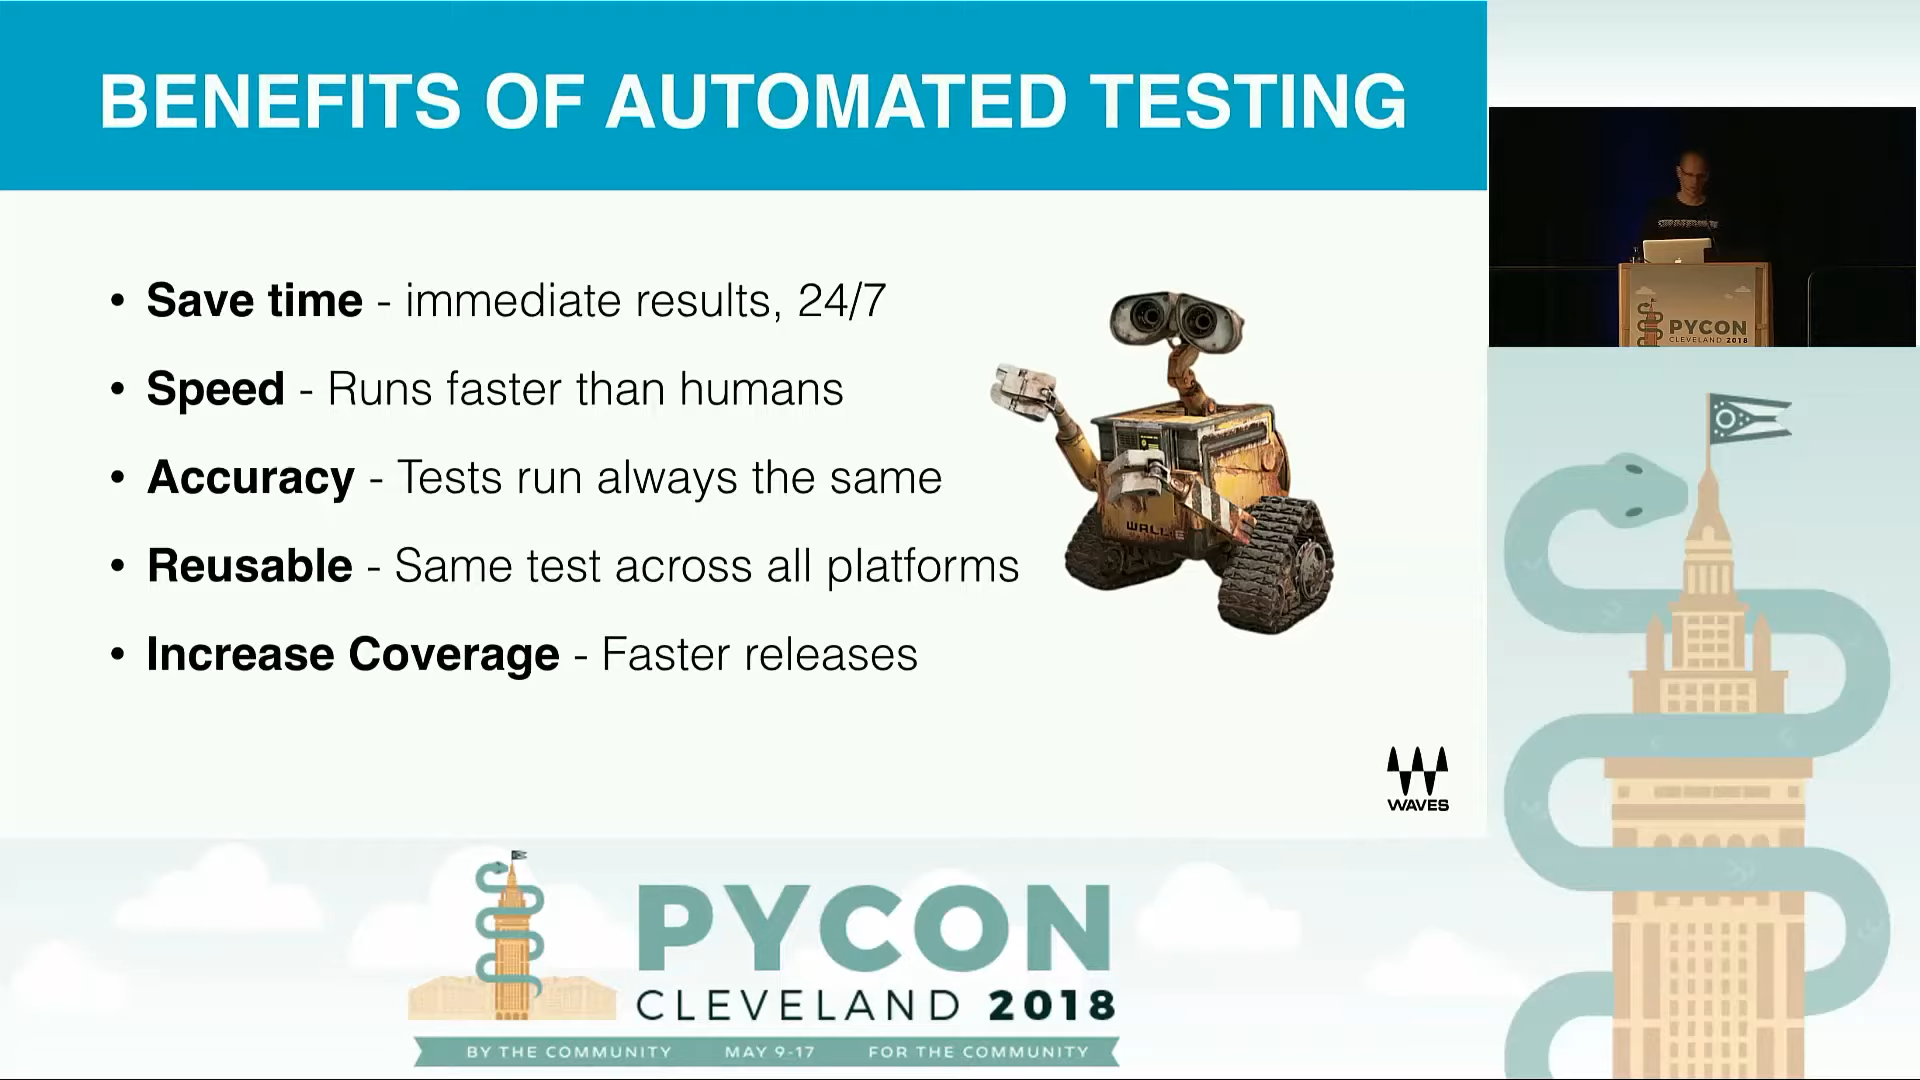 BENEFITS OF AUTOMATED TESTING
• Save time - immediate results, 24/7
• Speed - Runs faster than humans
• Accuracy - Tests run always the same
• Reusable - Same test across all platforms
• Increase Coverage - Faster releases
WALL·E
WAVES
PYCON
CLEVELAND 2018
PYCON
CLEVELAND 2018
BY THE COMMUNITY MAY 9-17 FOR THE COMMUNITY